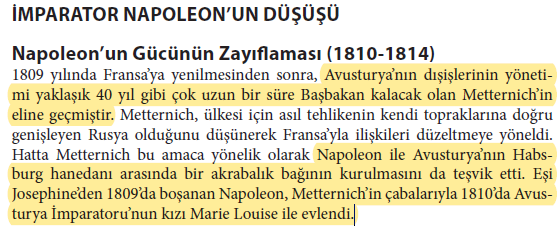 İMPARATOR NAPOLEON’UN DÜŞÜŞÜ
Napoleon’un Gücünün Zayıflaması (1810-1814)
1809 yılında Fransa’ya yenilmesinden sonra, Avusturya’nın dışişlerinin yöneti-
mi yaklaşık 40 yıl gibi çok uzun bir süre Başbakan kalacak olan Metternich’in
eline geçmiştir. Metternich, ülkesi için asıl tehlikenin kendi topraklarına doğru
genişleyen Rusya olduğunu düşünerek Fransa’yla ilişkileri düzeltmeye yöneldi.
Hatta Metternich bu amaca yönelik olarak Napoleon ile Avusturya’nın Habs-
burg hanedanı arasında bir akrabalık bağının kurulmasını da teşvik etti. Eşi
Josephine’den 1809’da boşanan Napoleon, Metternich’in çabalarıyla 1810’da Avus-
turya İmparatoru’nun kızı Marie Louise ile evlendi.